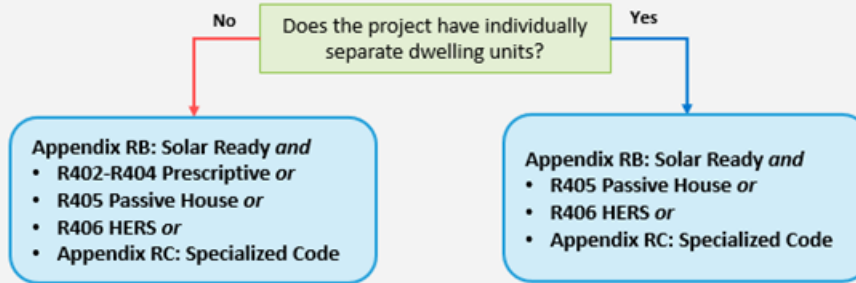 No
Does the project have individually
separate dwelling units?
Yes
Appendix RB: Solar Ready and
• R402-R404 Prescriptive or
• R405 Passive House or
• R406 HERS or
• Appendix RC: Specialized Code
Appendix RB: Solar Ready and
• R405 Passive House or
• R406 HERS or
• Appendix RC: Specialized Code